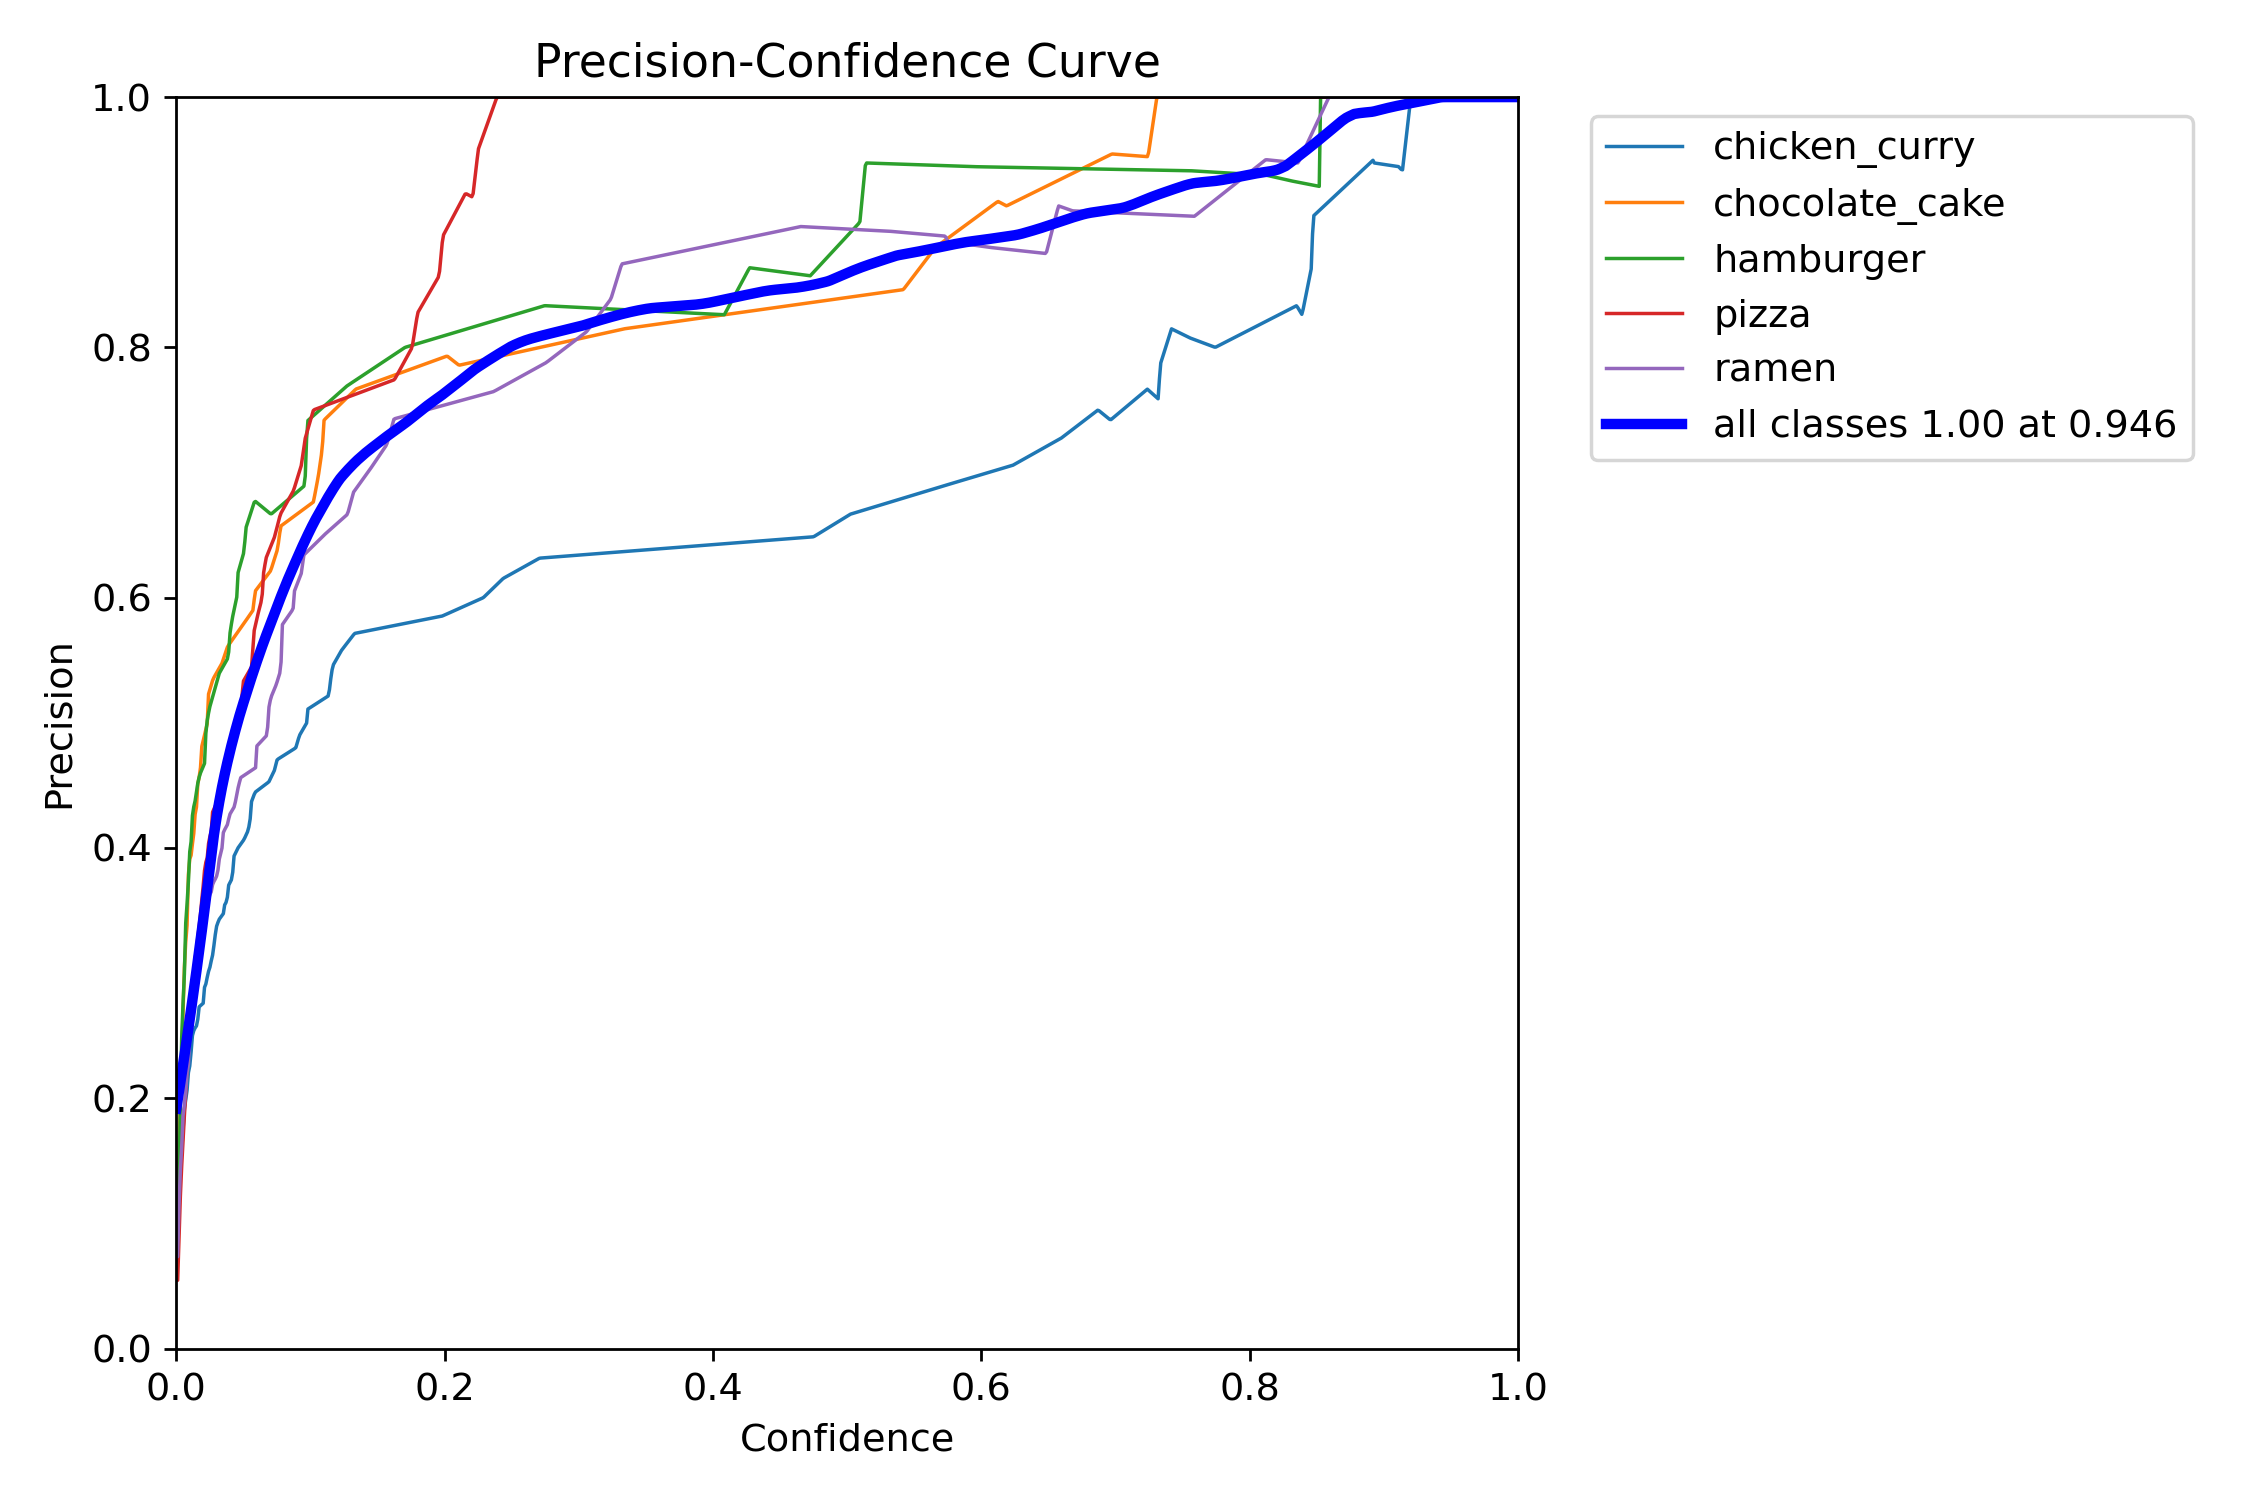 Precision-Confidence Curve
1.0
0.8
0.6
0.4
0.2
0.0
Precision
0.0 0.2 0.4 0.6 0.8 1.0
Confidence
chicken_curry
chocolate_cake
hamburger
pizza
ramen
all classes 1.00 at 0.946